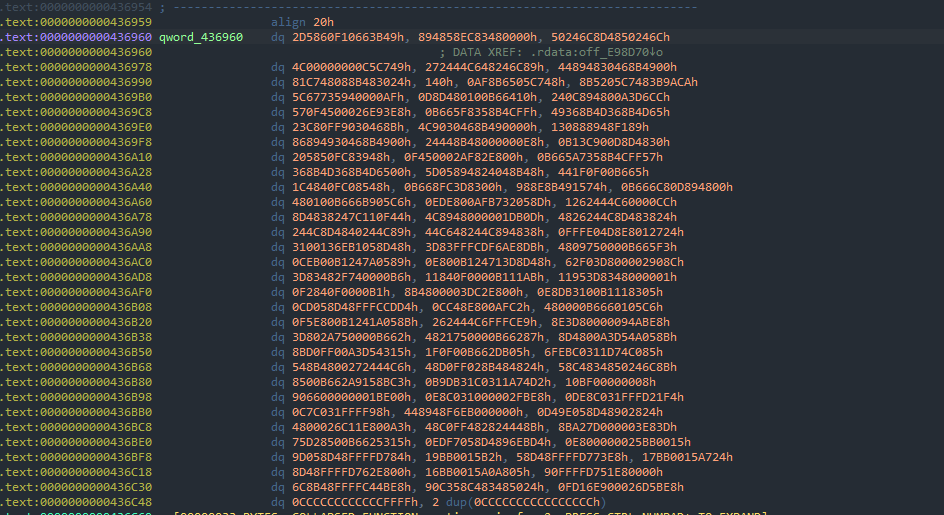 .text:0000000000436954 ; ------------------------------------------------------------------
.text:0000000000436959 align 20h
.text:0000000000436960 qword_436960 dq 2D5860F10663B49h, 894858EC83480000h, 50246C8D4850246Ch
.text:0000000000436960 ; DATA XREF: .rdata:off_E98D70↓o
.text:0000000000436978 dq 4C00000000C5C749h, 272444C648246C89h, 44894830468B4900h
.text:0000000000436990 dq 81C748088B483024h, 140h, 0AF8B6505C748h, 8B5205C7483B9ACAh
.text:00000000004369B0 dq 5C67735940000AFh, 0D8D480100B66410h, 240C894800A3D6CCh
.text:00000000004369C8 dq 570F4500026E93E8h, 0B665F8358B4CFFh, 49368B4D368B4D65h
.text:00000000004369E0 dq 23C80FF9030468Bh, 4C9030468B490000h, 130888948F189h
.text:00000000004369F8 dq 86894930468B4900h, 24448B48000000E8h, 0B13C900D8D4830h
.text:0000000000436A10 dq 205850FC83948h, 0F450002AF82E800h, 0B665A7358B4CFF57h
.text:0000000000436A28 dq 368B4D368B4D6500h, 5D05894824048B48h, 441F0F00B665h
.text:0000000000436A40 dq 1C4840FC08548h, 0B668FC3D8300h, 988E8B491574h, 0B666C80D894800h
.text:0000000000436A60 dq 480100B666B905C6h, 0EDE800AFB732058Dh, 1262444C60000CCh
.text:0000000000436A78 dq 8D4838247C110F44h, 4C8948000001DB0Dh, 4826244C8D483824h
.text:0000000000436A90 dq 244C8D4840244C89h, 44C648244C894838h, 0FFFE04D8E8012724h
.text:0000000000436AA8 dq 3100136EB1058D48h, 3D83FFFCDF6AE8DBh, 4809750000B665F3h
.text:0000000000436AC0 dq 0CEB00B1247A0589h, 0E800B124713D8D48h, 62F03D800002908Ch
.text:0000000000436AD8 dq 3D83482F740000B6h, 11840F0000B111ABh, 11953D8348000001h
.text:0000000000436AF0 dq 0F2840F0000B1h, 8B4800003DC2E800h, 0E8DB3100B1118305h
.text:0000000000436B08 dq 0CD058D48FFFCCDD4h, 0CC48E800AFC2h, 480000B6660105C6h
.text:0000000000436B20 dq 0F5E800B1241A058Bh, 262444C6FFFCE9h, 8E3D80000094ABE8h
.text:0000000000436B38 dq 3D802A750000B662h, 4821750000B66287h, 8D4800A3D54A058Bh
.text:0000000000436B50 dq 8BD0FF00A3D54315h, 1F0F00B662DB05h, 6FEBC0311D74C085h
.text:0000000000436B68 dq 548B4800272444C6h, 48D0FF028B484824h, 58C4834850246C8Bh
.text:0000000000436B80 dq 8500B662A9158BC3h, 0B9DB31C0311A74D2h, 10BF00000008h
.text:0000000000436B98 dq 906600000001BE00h, 0E8C031000002FBE8h, 0DE8C031FFFD21F4h
.text:0000000000436BB0 dq 0C7C031FFFF98h, 448948F6EB000000h, 0D49E058D48902824h
.text:0000000000436BC8 dq 4800026C11E800A3h, 48C0FF482824448Bh, 8BA27D000003E83Dh
.text:0000000000436BE0 dq 75D28500B6625315h, 0EDF7058D4896EBD4h, 0E800000025BB0015h
.text:0000000000436BF8 dq 9D058D48FFFFD784h, 19BB0015B2h, 58D48FFFFD773E8h, 17BB0015A724h
.text:0000000000436C18 dq 8D48FFFFD762E800h, 16BB0015A0A805h, 90FFFFD751E80000h
.text:0000000000436C30 dq 6C8B48FFFFC44BE8h, 90C358C483485024h, 0FD16E900026D5BE8h
.text:0000000000436C48 dq 0CCCCCCCCCCCCFFFFh, 2 dup(0CCCCCCCCCCCCCCCCh)